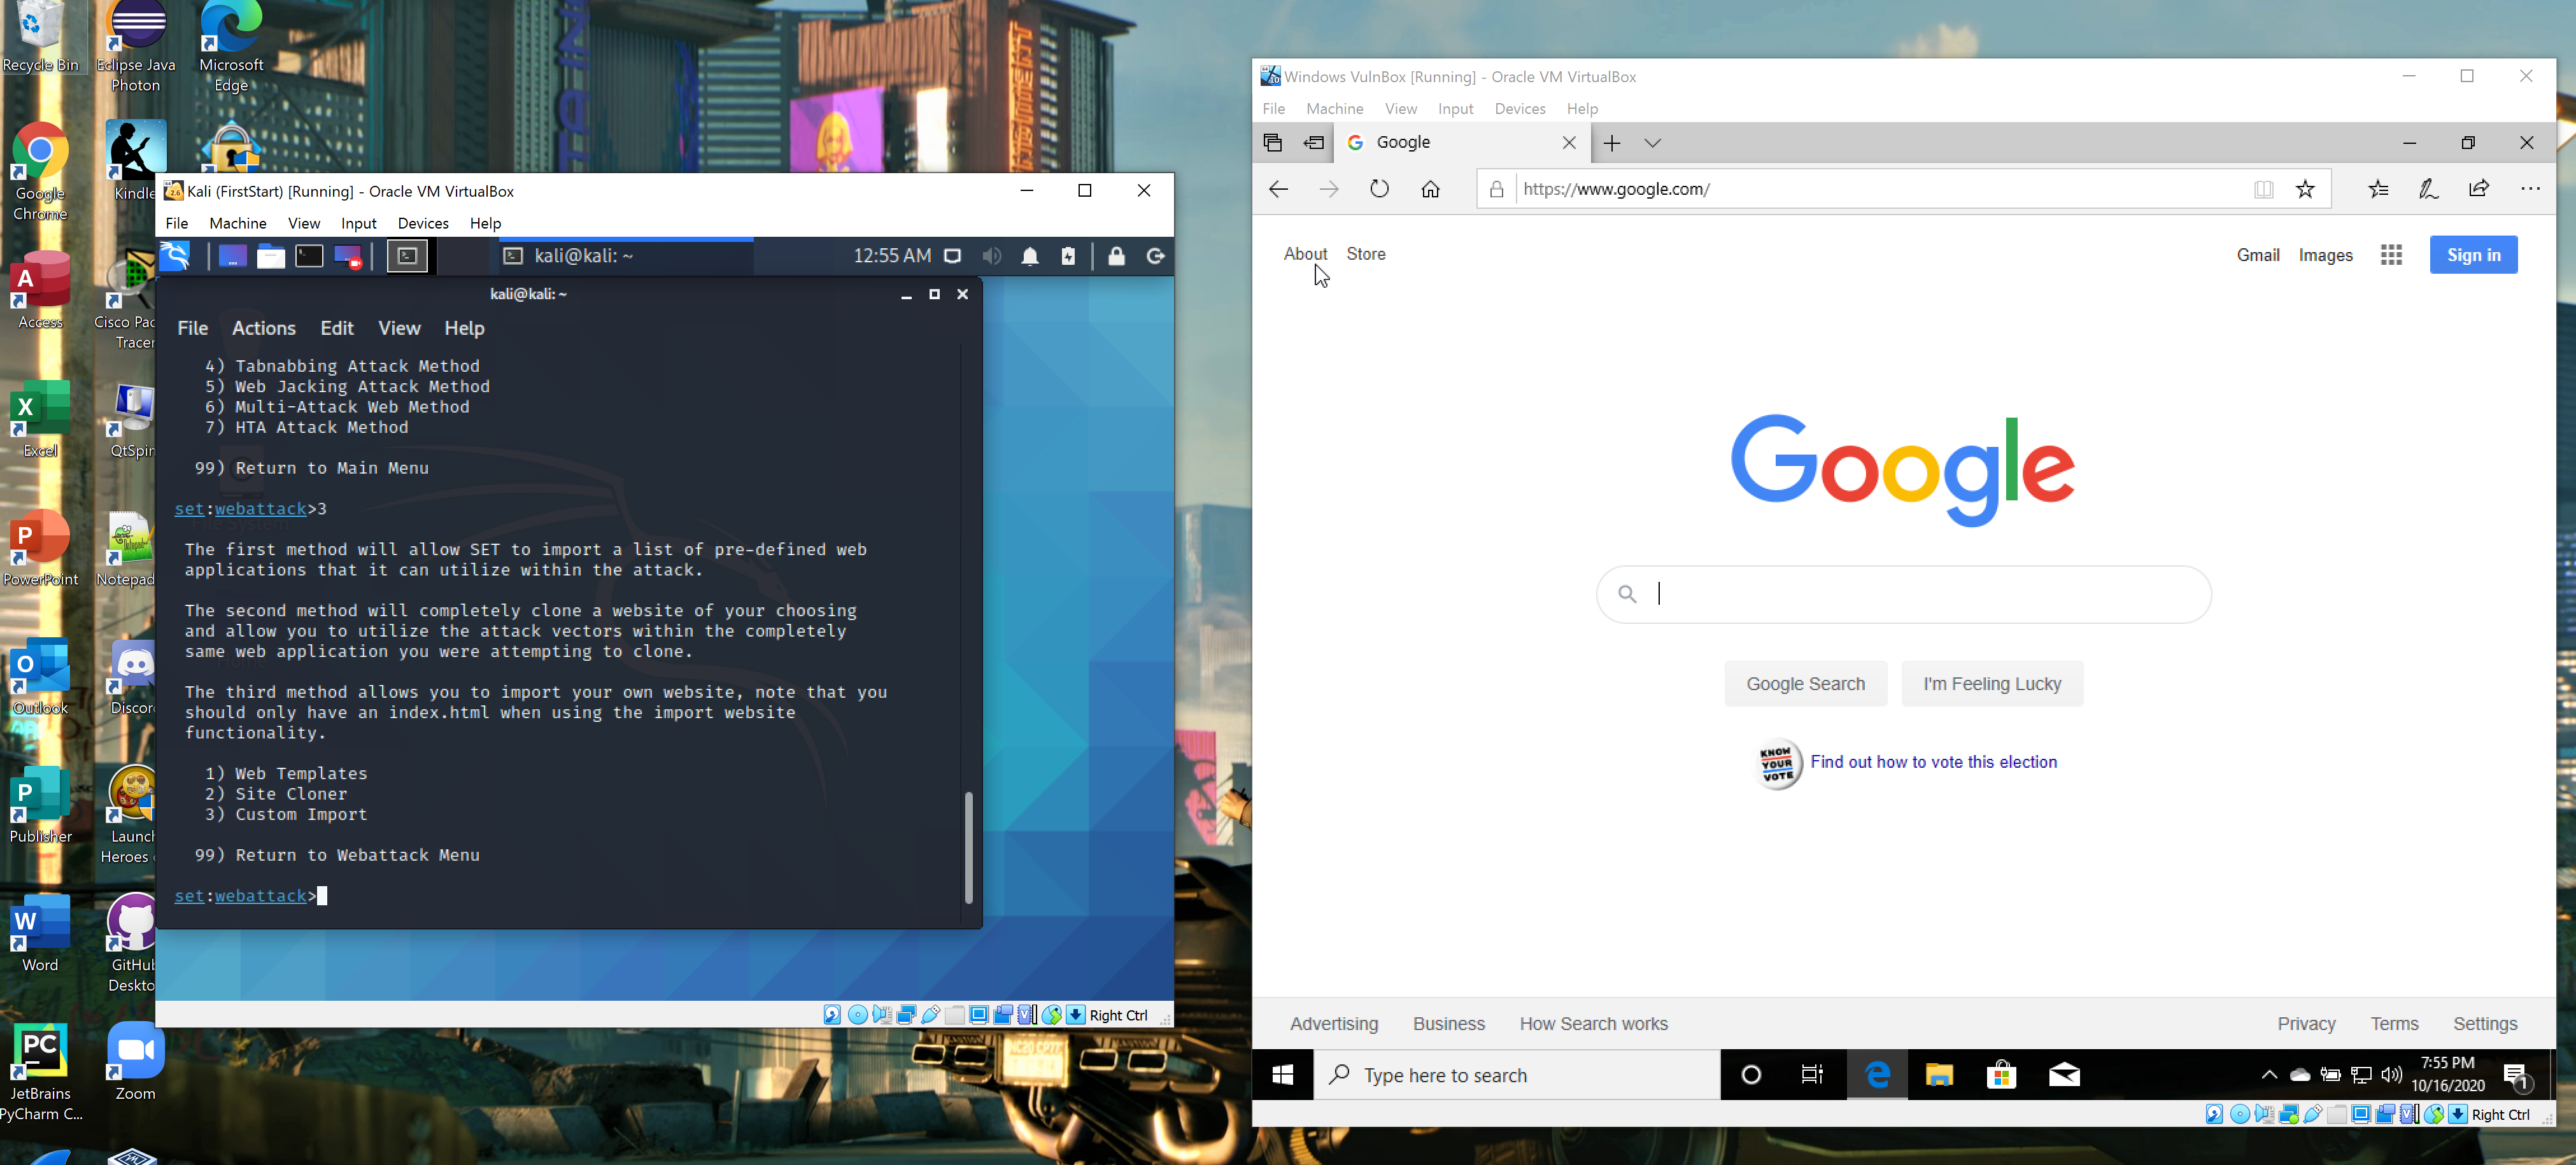 Recycle Bin
Eclipse Java
Photon
Microsoft
Edge
Google
Chrome
Kindle
Access
Cisco Pac
Tracer
Excel
QtSpin
PowerPoint
Notepad
Outlook
Discor
Publisher
Launch
Heroes
Word
GitHub
Deskto
JetBrains
PyCharm C...
Zoom
Kali (FirstStart) [Running] - Oracle VM VirtualBox
File Machine View Input Devices Help
kali@kali: ~
12:55 AM
kali@kali: ~
File Actions Edit View Help
4) Tabnabbing Attack Method
5) Web Jacking Attack Method
6) Multi-Attack Web Method
7) HTA Attack Method
99) Return to Main Menu
set:webattack>3
The first method will allow SET to import a list of pre-defined web
applications that it can utilize within the attack.
The second method will completely clone a website of your choosing
and allow you to utilize the attack vectors within the completely
same web application you were attempting to clone.
The third method allows you to import your own website, note that you
should only have an index.html when using the import website
functionality.
1) Web Templates
2) Site Cloner
3) Custom Import
99) Return to Webattack Menu
set:webattack>
Right Ctrl
Windows VulnBox [Running] - Oracle VM VirtualBox
File Machine View Input Devices Help
Google
https://www.google.com/
About Store
Gmail Images
Sign in
Google
Google Search
I'm Feeling Lucky
KNOW
YOUR
VOTE
Find out how to vote this election
Advertising Business How Search works
Privacy Terms Settings
Type here to search
7:55 PM
10/16/2020
1
Right Ctrl